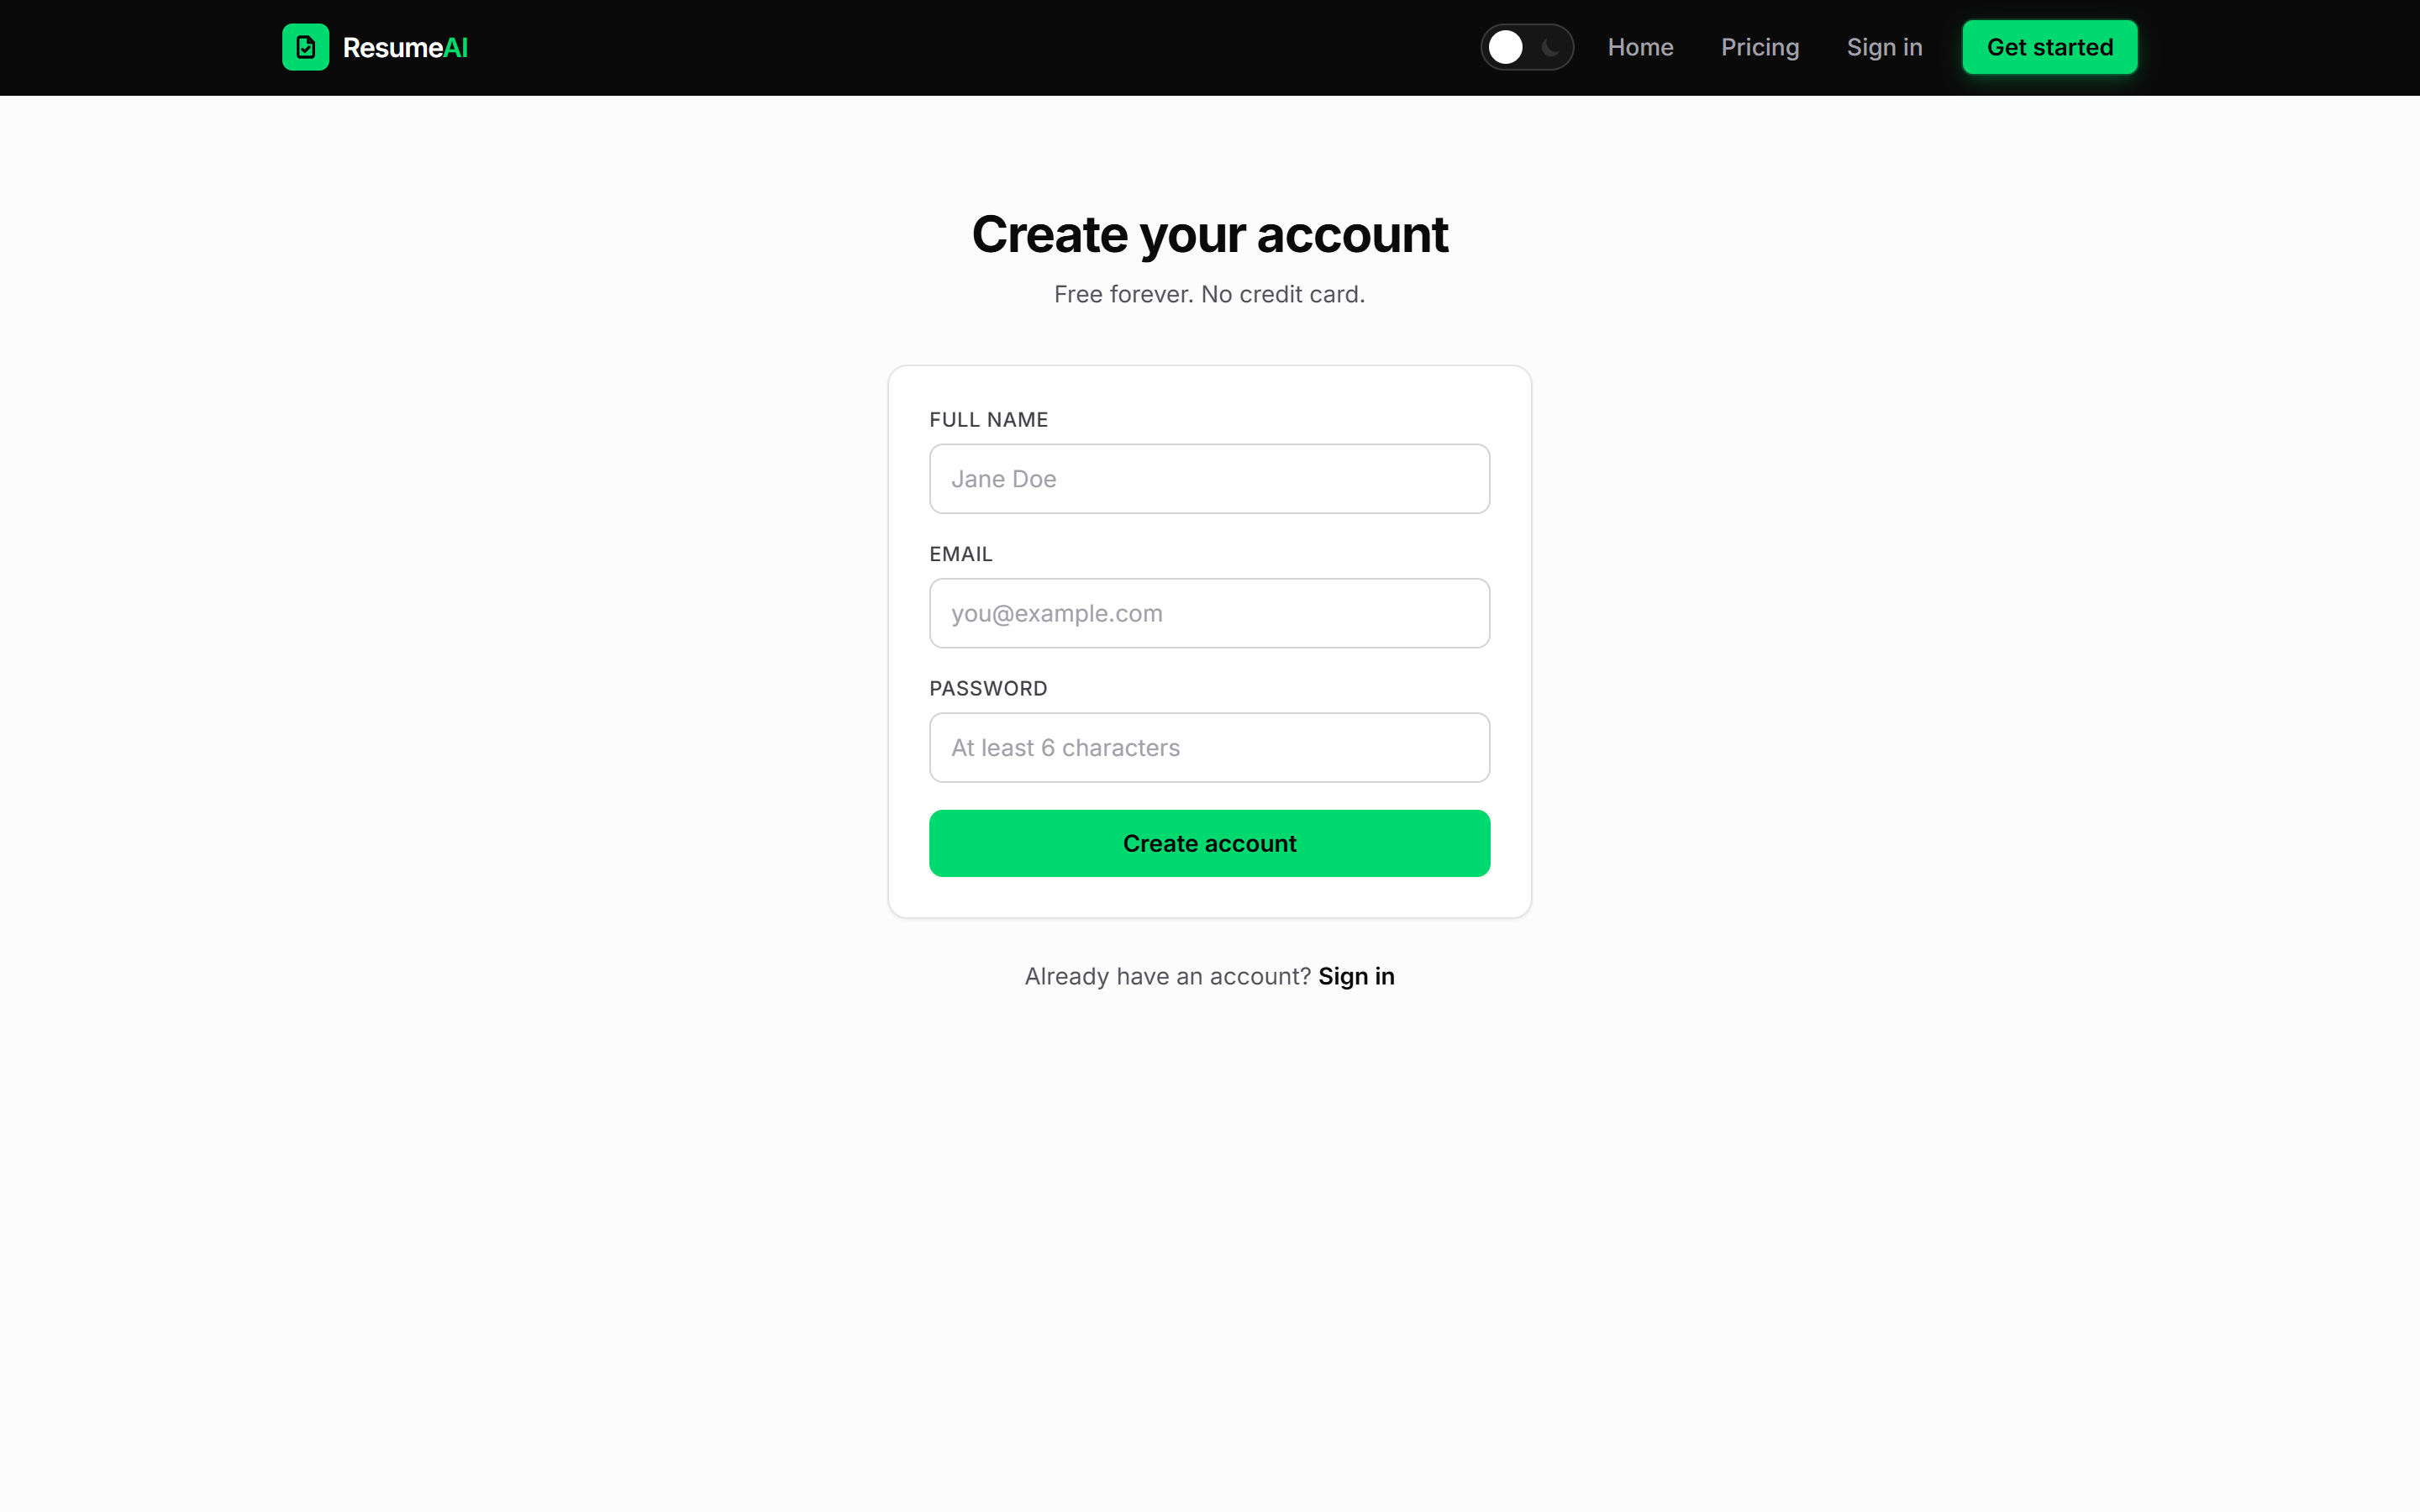 ResumeAI
Home
Pricing
Sign in
Get started
Create your account
Free forever. No credit card.
FULL NAME
Jane Doe
EMAIL
you@example.com
PASSWORD
At least 6 characters
Create account
Already have an account? Sign in